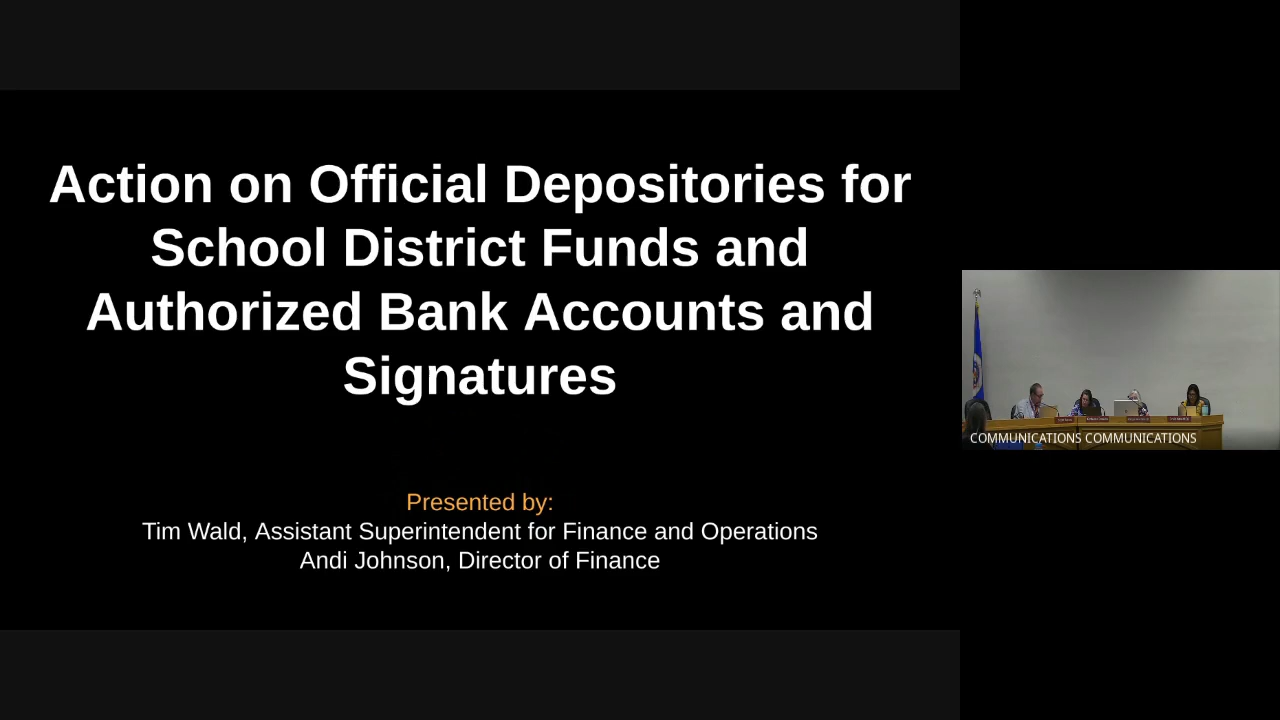 Action on Official Depositories for
School District Funds and
Authorized Bank Accounts and
Signatures
Presented by:
Tim Wald, Assistant Superintendent for Finance and Operations
Andi Johnson, Director of Finance
COMMUNICATIONS COMMUNICATIONS